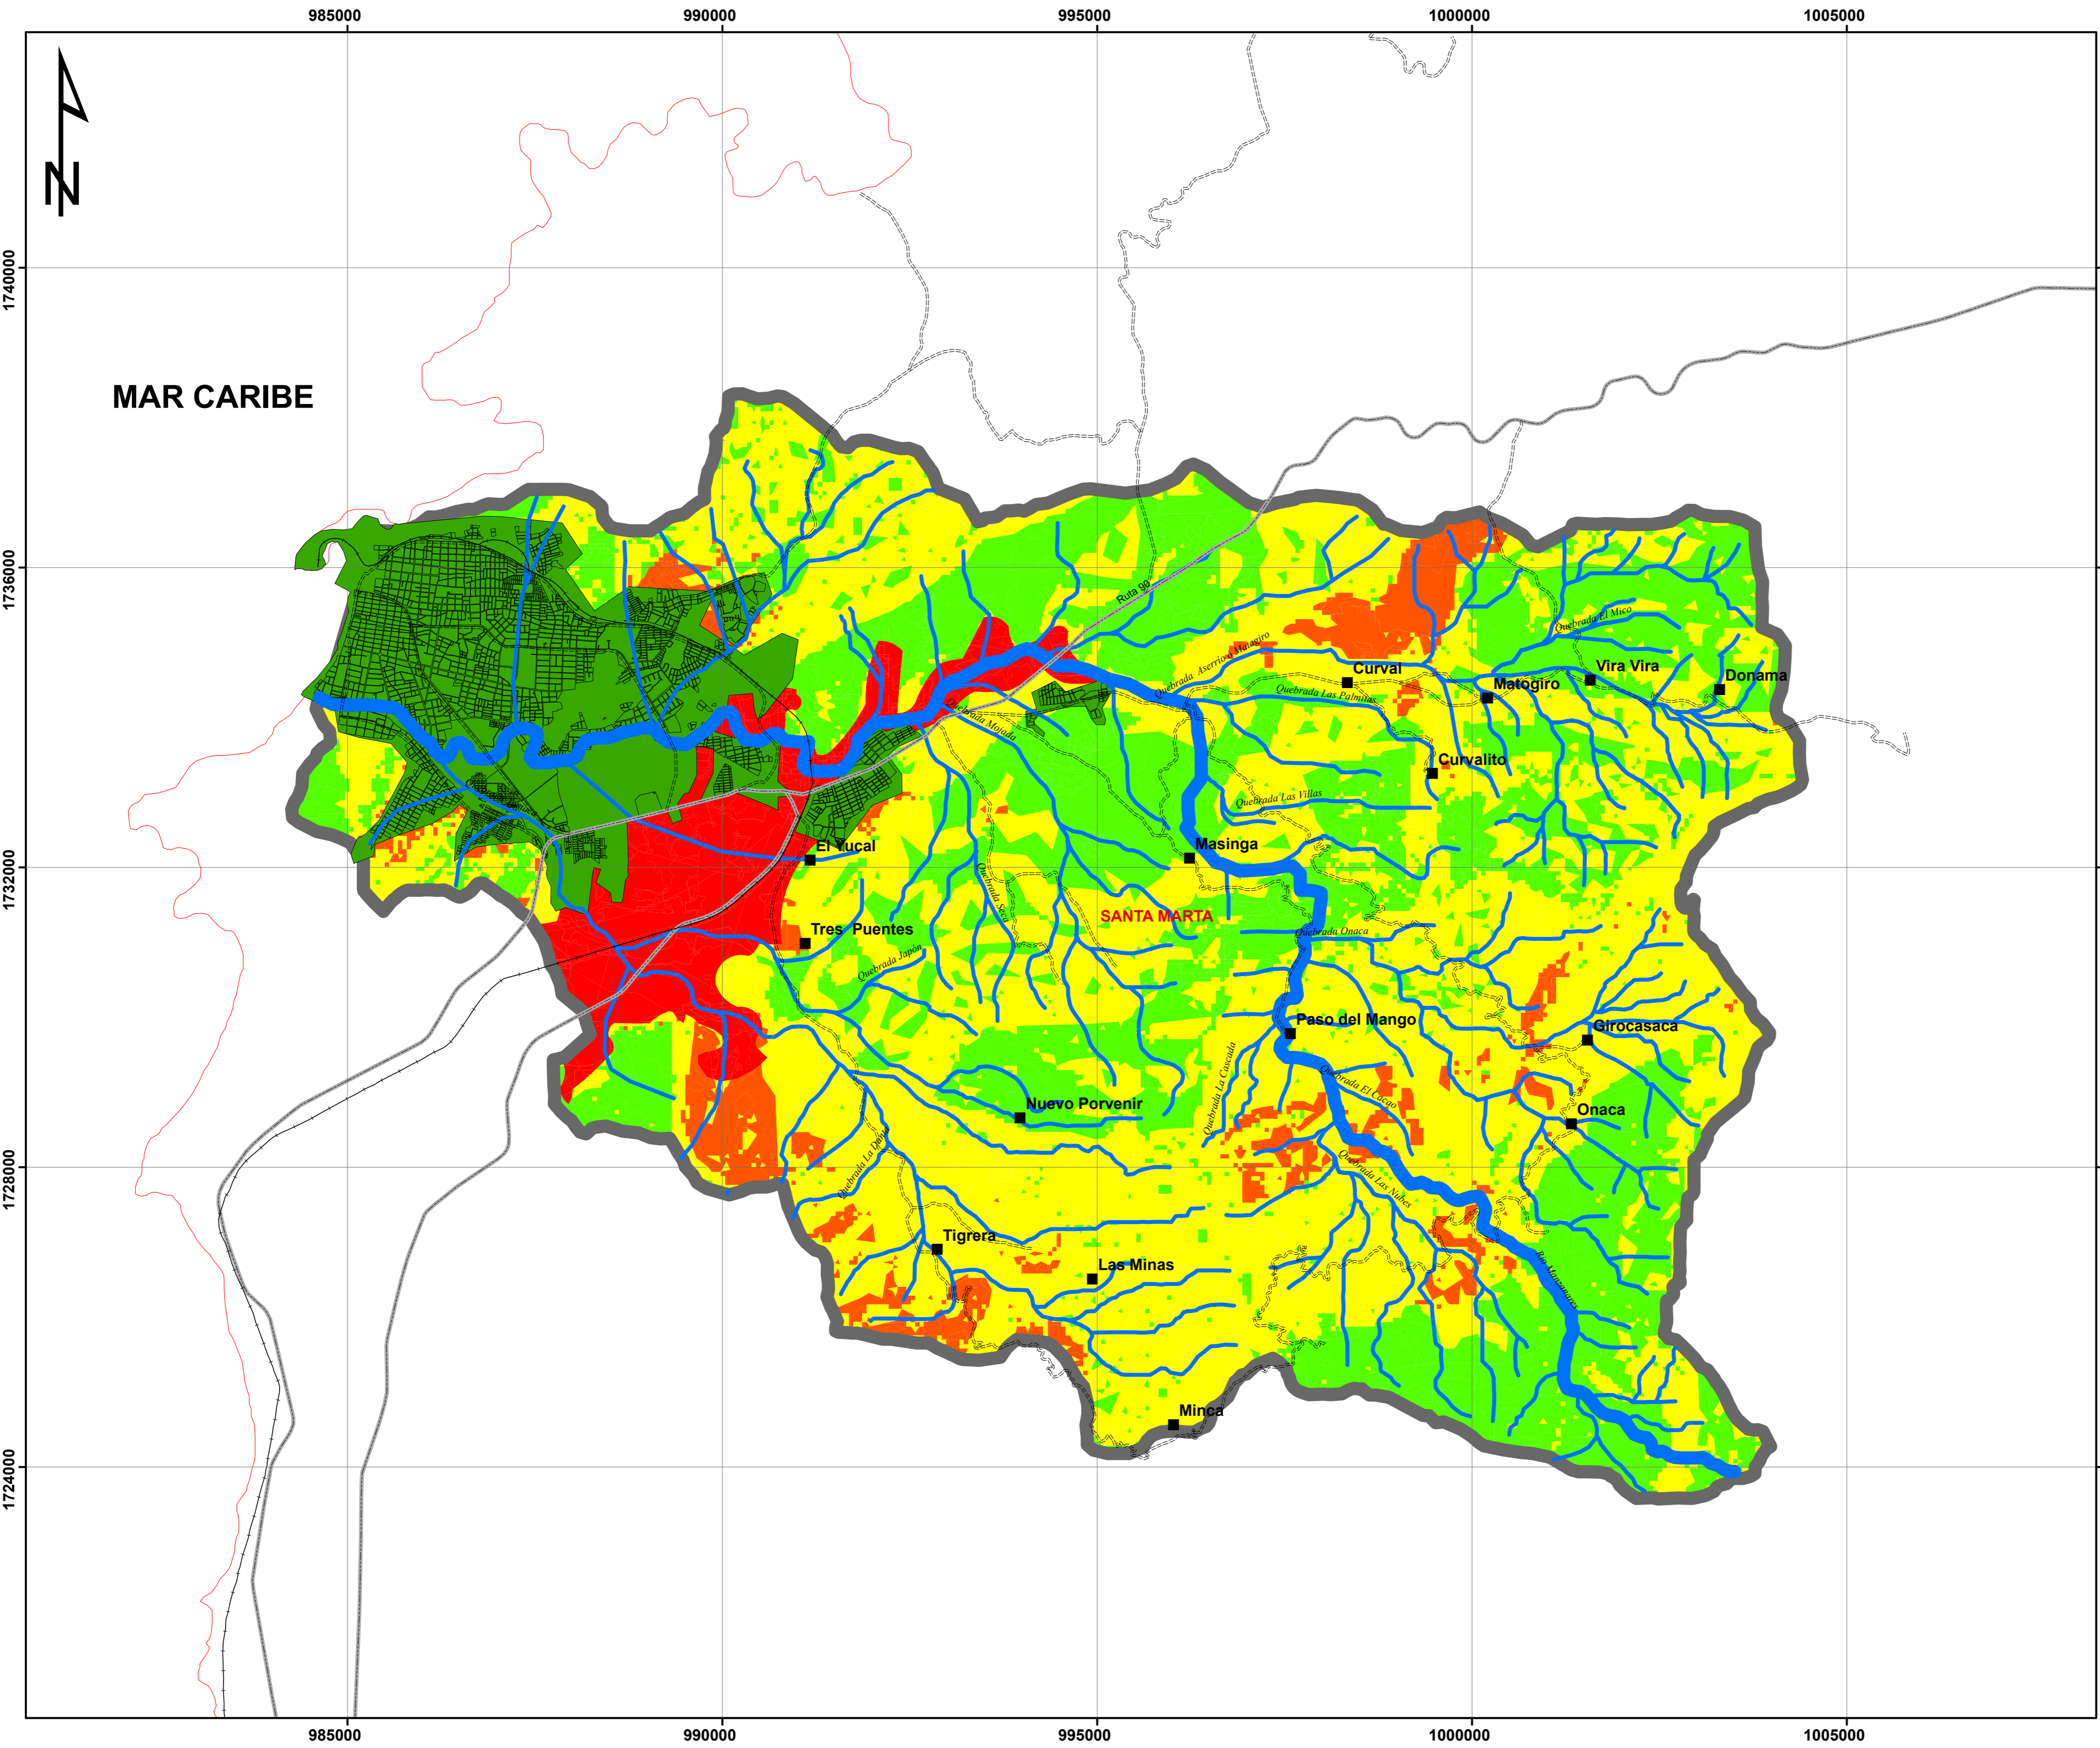 985000 990000 995000 1000000 1005000
N
1740000
MAR CARIBE
1736000
Ruta 90
Quebrada El Mico
Quebrada Aserrio o Matagiro
Curval
Vira Vira
Donama
Matogiro
Quebrada Las Palmitas
Quebrada Mojada
Curvalito
Quebrada Las Villas
1732000
El Yucal
Masinga
Quebrada Seca
SANTA MARTA
Tres Puentes
Quebrada Onaca
Quebrada Japón
Paso del Mango
Girocasaca
Quebrada La Cascada
Quebrada El Cacao
Nuevo Porvenir
Onaca
1728000
Quebrada La Danta
Quebrada Las Nubes
Tigrera
Las Minas
Río Manzanares
Minca
1724000
985000 990000 995000 1000000 1005000